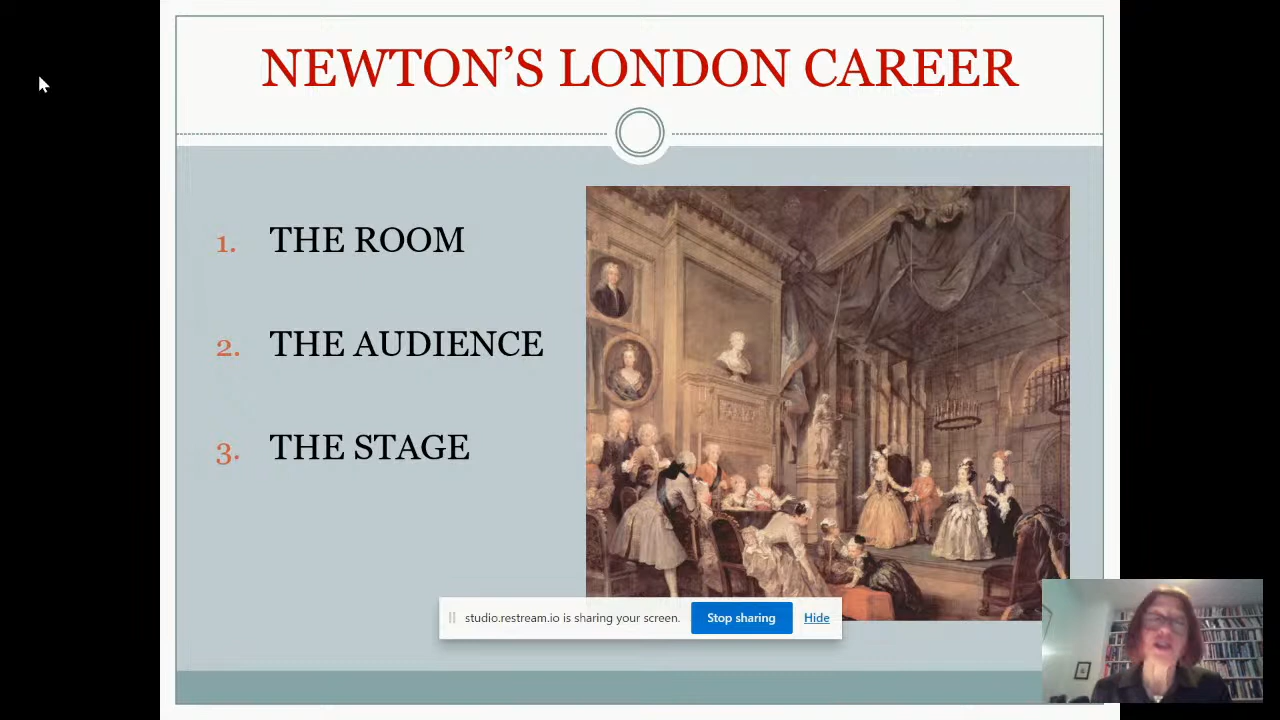 NEWTON’S LONDON CAREER
1. THE ROOM
2. THE AUDIENCE
3. THE STAGE
studio.restream.io is sharing your screen. Stop sharing Hide